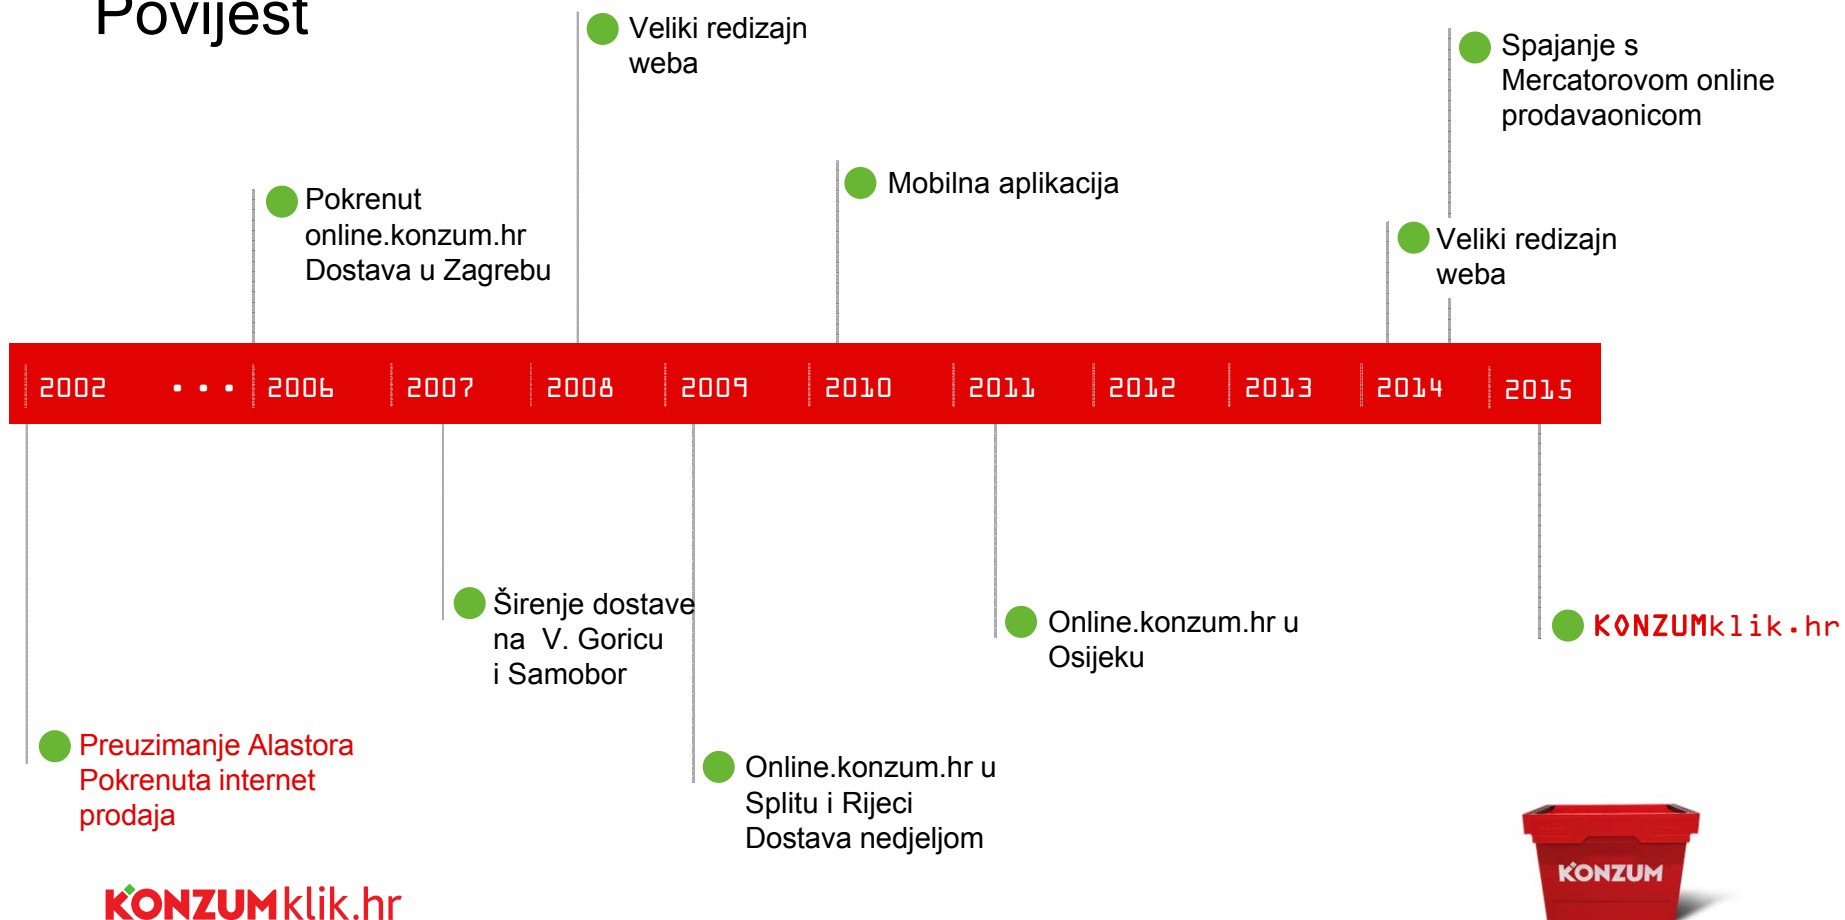 Povijest
Veliki redizajn
weba
Spajanje s
Mercatorovom online
prodavaonicom
Pokrenut
online.konzum.hr
Dostava u Zagrebu
Mobilna aplikacija
Veliki redizajn
weba
2002 ... 2006 2007 2008 2009 2010 2011 2012 2013 2014 2015
Širenje dostave
na V. Goricu
i Samobor
Online.konzum.hr u
Osijeku
KONZUMklik.hr
Preuzimanje Alastora
Pokrenuta internet
prodaja
Online.konzum.hr u
Splitu i Rijeci
Dostava nedjeljom
KONZUM
KONZUMklik.hr